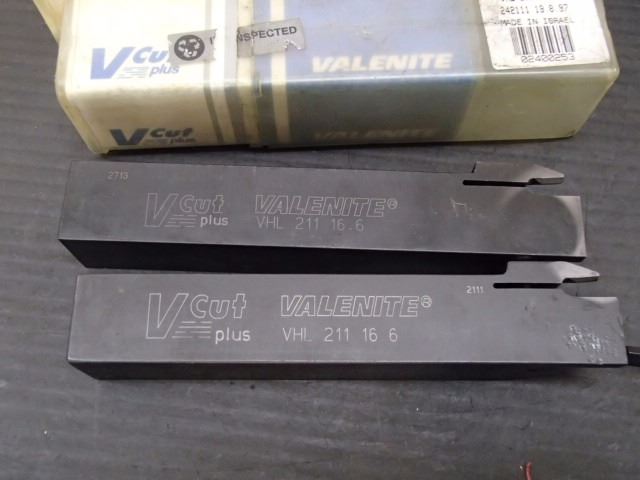 INSPECTED
V Cut
plus
VALENITE
242111 19.8.97
MADE IN ISRAEL
02400253
V Cut
plus
VALENITE
2713
V Cut
plus
VALENITE®
VHL 211 16.6
2111
V Cut
plus
VALENITE®
VHL 211 16 6